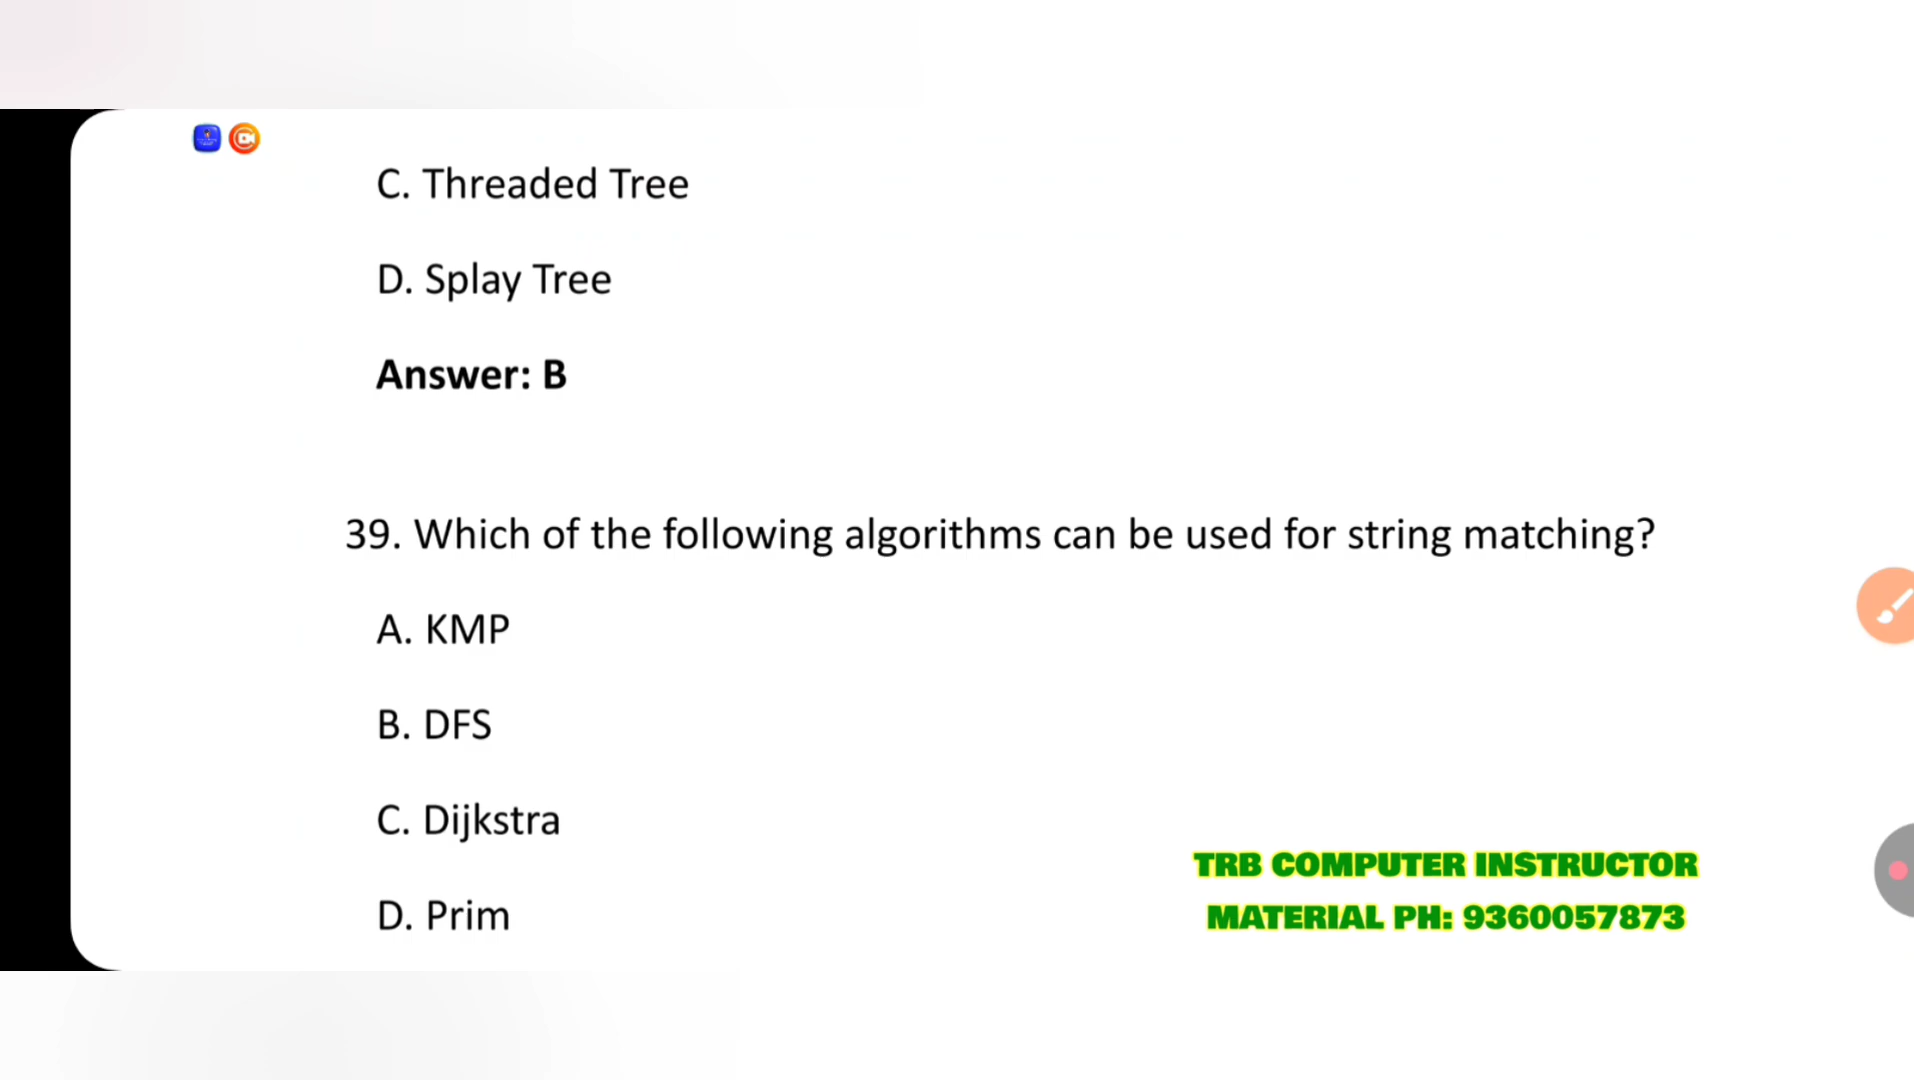 C. Threaded Tree
D. Splay Tree
Answer: B
39. Which of the following algorithms can be used for string matching?
A. KMP
B. DFS
C. Dijkstra
D. Prim
TRB COMPUTER INSTRUCTOR
MATERIAL PH: 9360057873